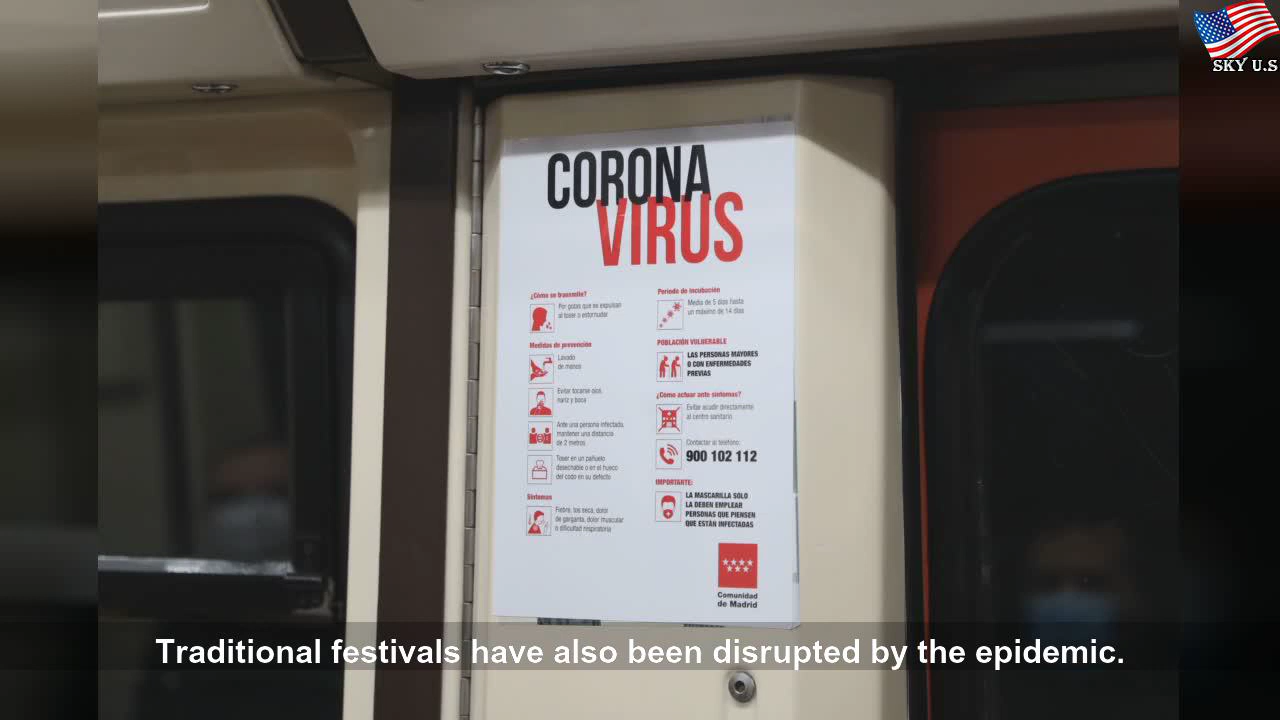 SKY U.S
CORONA
VIRUS
¿Cómo se transmite?
Por gotas que se expulsan
al toser o estornudar
Medidas de prevención
Lavado
de manos
Evitar tocarse ojos,
nariz y boca
Ante una persona infectada,
mantener una distancia
de 2 metros
Toser en un pañuelo
desechable o en el hueco
del codo en su defecto
Síntomas
Fiebre, tos seca, dolor
de garganta, dolor muscular
o dificultad respiratoria
Periodo de incubación
Media de 5 días hasta
un máximo de 14 días
POBLACIÓN VULNERABLE
LAS PERSONAS MAYORES
O CON ENFERMEDADES
PREVIAS
¿Cómo actuar ante síntomas?
Evitar acudir directamente
al centro sanitario
Contactar al teléfono:
900 102 112
IMPORTANTE:
LA MASCARILLA SOLO
LA DEBEN EMPLEAR
PERSONAS QUE PIENSEN
QUE ESTÁN INFECTADAS
Comunidad
de Madrid
Traditional festivals have also been disrupted by the epidemic.